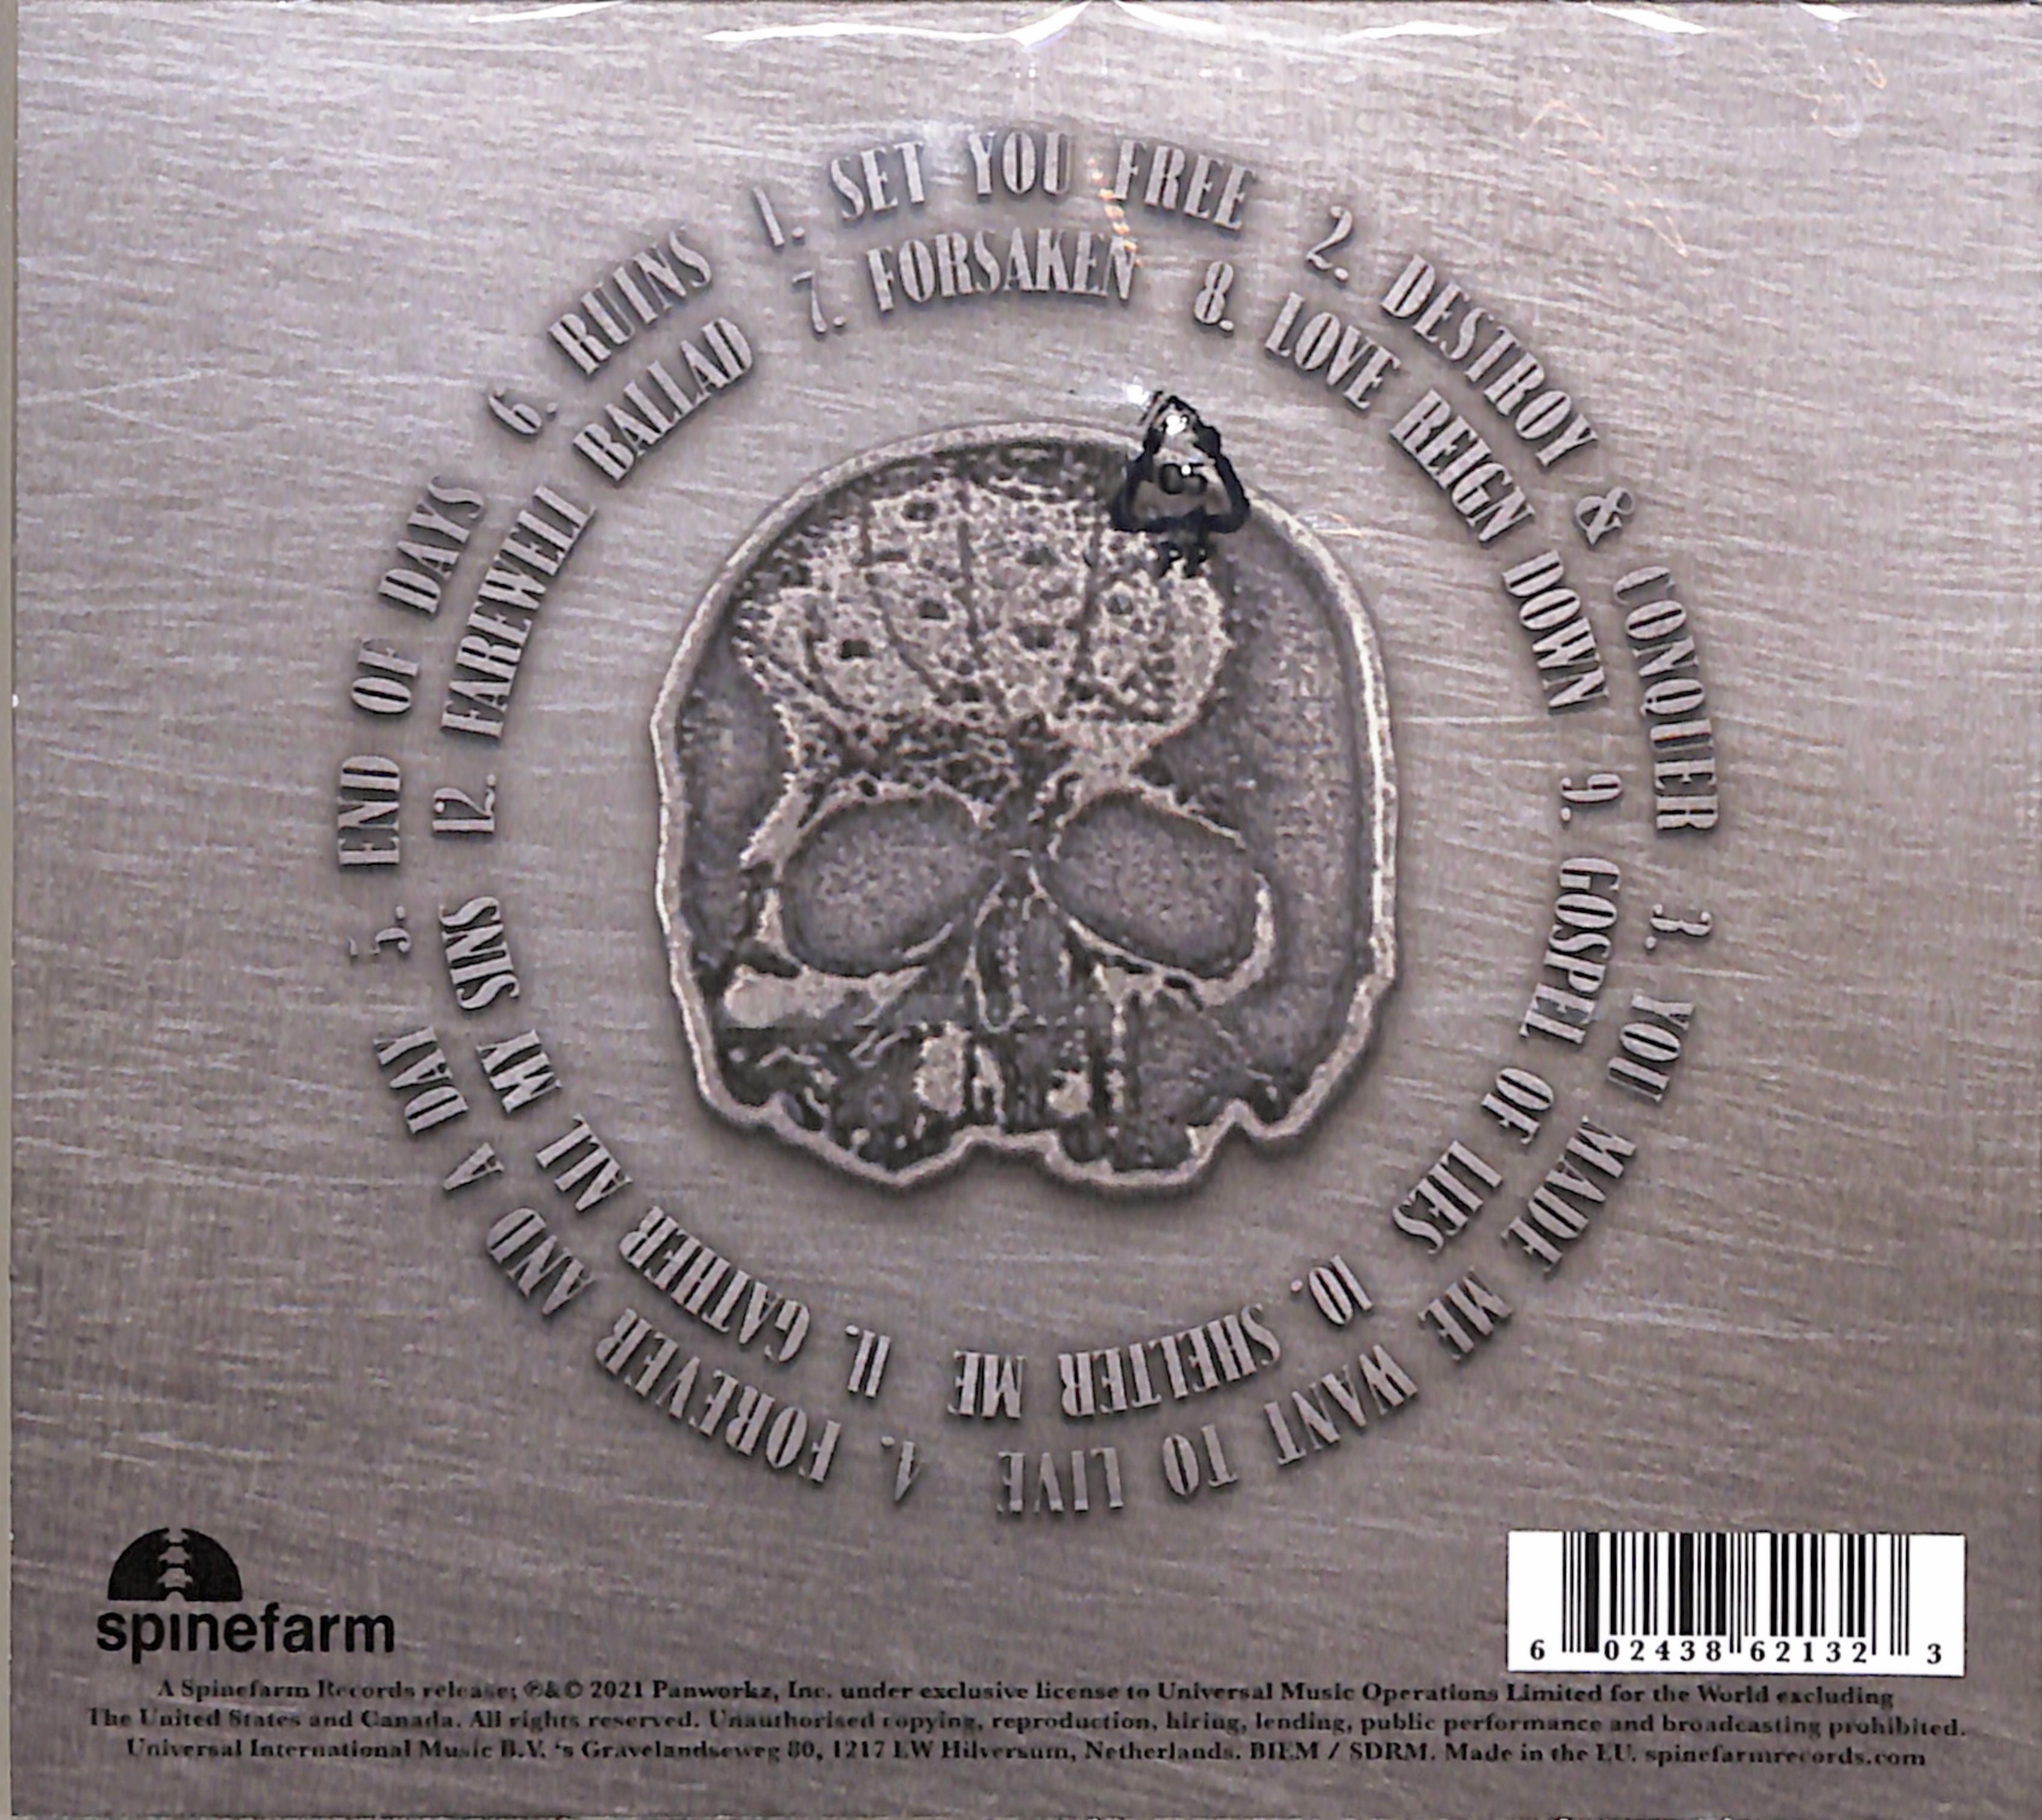 1. SET YOU FREE
2. DESTROY & CONQUER
3. YOU MADE ME WANT TO LIVE
4. FOREVER AND A DAY
5. END OF DAYS
6. RUINS
7. FORSAKEN
8. LOVE REIGN DOWN
9. GOSPEL OF LIES
10. SHELTER ME
11. GATHER ALL MY SINS
12. FAREWELL BALLAD
spinefarm
6 02438 62132 3
A Spinefarm Records release; ℗&© 2021 Panworkz, Inc. under exclusive license to Universal Music Operations Limited for the World excluding
The United States and Canada. All rights reserved. Unauthorised copying, reproduction, hiring, lending, public performance and broadcasting prohibited.
Universal International Music B.V. 's Gravelandseweg 80, 1217 EW Hilversum, Netherlands. BIEM / SDRM. Made in the EU. spinefarmrecords.com